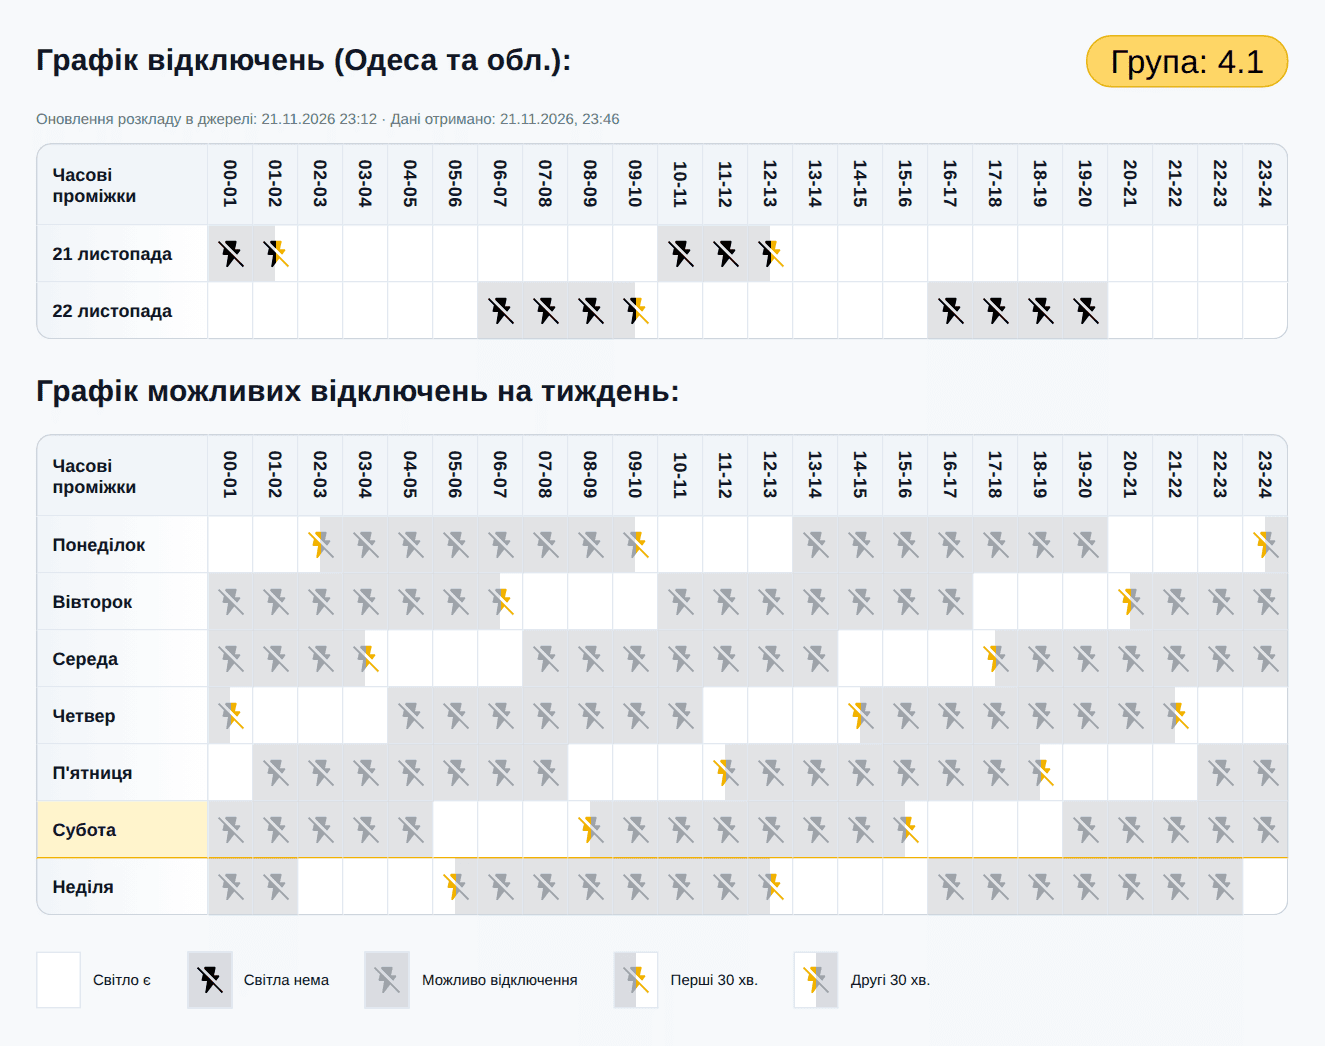 Графік відключень (Одеса та обл.):
Група: 4.1
Оновлення розкладу в джерелі: 21.11.2026 23:12 · Дані отримано: 21.11.2026, 23:46
Часові проміжки 00-01 01-02 02-03 03-04 04-05 05-06 06-07 07-08 08-09 09-10 10-11 11-12 12-13 13-14 14-15 15-16 16-17 17-18 18-19 19-20 20-21 21-22 22-23 23-24
21 листопада
22 листопада
Графік можливих відключень на тиждень:
Часові проміжки 00-01 01-02 02-03 03-04 04-05 05-06 06-07 07-08 08-09 09-10 10-11 11-12 12-13 13-14 14-15 15-16 16-17 17-18 18-19 19-20 20-21 21-22 22-23 23-24
Понеділок
Вівторок
Середа
Четвер
П'ятниця
Субота
Неділя
Світло є Світла нема Можливо відключення Перші 30 хв. Другі 30 хв.